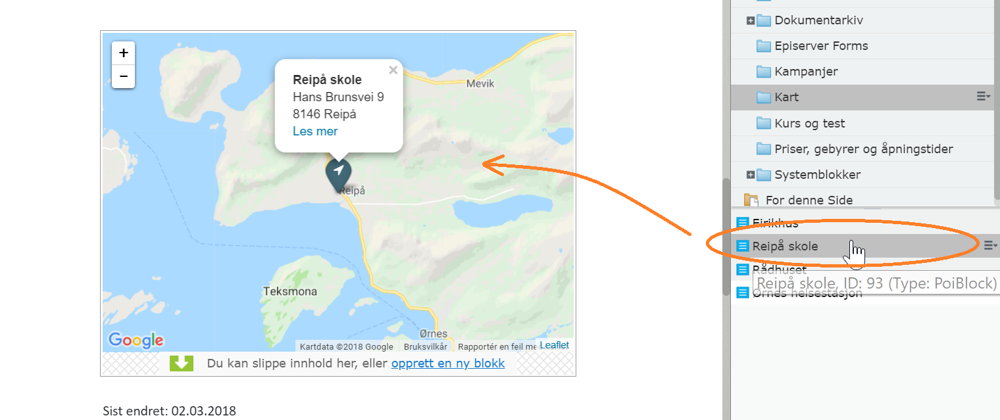 +
−
×
Reipå skole
Hans Brunsvei 9
8146 Reipå
Les mer
Mevik
Reipå
Teksmona
Ørnes
Google
Kartdata ©2018 Google
Bruksvilkår
Rapportér en feil med
Leaflet
Du kan slippe innhold her, eller opprett en ny blokk
Sist endret: 02.03.2018
Dokumentarkiv
Episerver Forms
Kampanjer
Kart
Kurs og test
Priser, gebyrer og åpningstider
Systemblokker
For denne Side
Eirikhus
Reipå skole
Rådhuset
Reipå skole, ID: 93 (Type: PoiBlock)
Ørnes helsestasjon